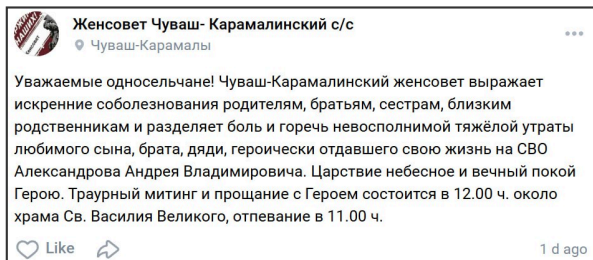 Женсовет Чуваш- Карамалинский с/с
Чуваш-Карамалы
Уважаемые односельчане! Чуваш-Карамалинский женсовет выражает
искренние соболезнования родителям, братьям, сестрам, близким
родственникам и разделяет боль и горечь невосполнимой тяжёлой утраты
любимого сына, брата, дяди, героически отдавшего свою жизнь на СВО
Александрова Андрея Владимировича. Царствие небесное и вечный покой
Герою. Траурный митинг и прощание с Героем состоится в 12.00 ч. около
храма Св. Василия Великого, отпевание в 11.00 ч.
Like
1 d ago